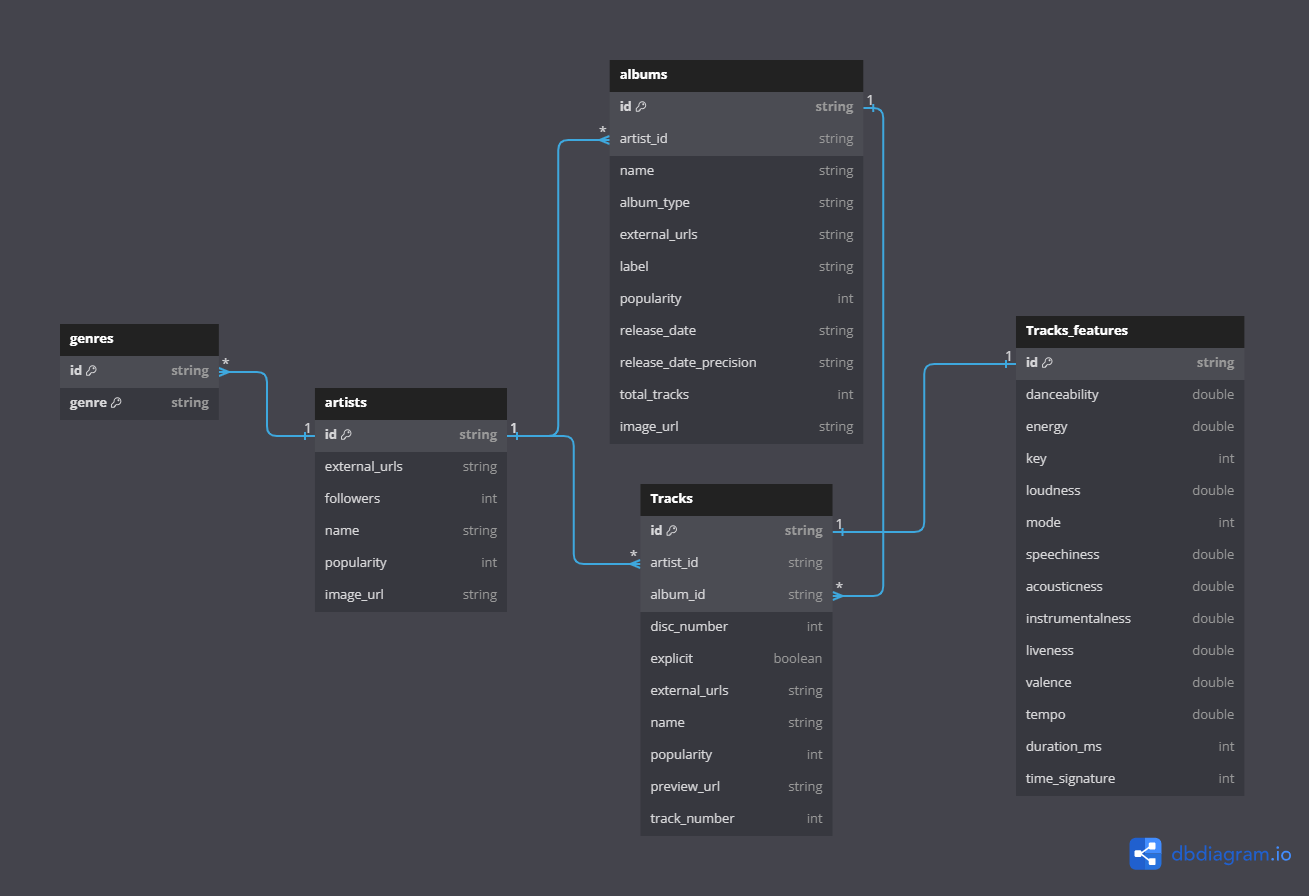 albums
id string
artist_id string
name string
album_type string
external_urls string
label string
popularity int
release_date string
release_date_precision string
total_tracks int
image_url string
1
*
genres
id string
genre string
*
1
artists
id string
external_urls string
followers int
name string
popularity int
image_url string
1
*
Tracks
id string
artist_id string
album_id string
disc_number int
explicit boolean
external_urls string
name string
popularity int
preview_url string
track_number int
1
*
1
Tracks_features
id string
danceability double
energy double
key int
loudness double
mode int
speechiness double
acousticness double
instrumentalness double
liveness double
valence double
tempo double
duration_ms int
time_signature int
dbdiagram.io